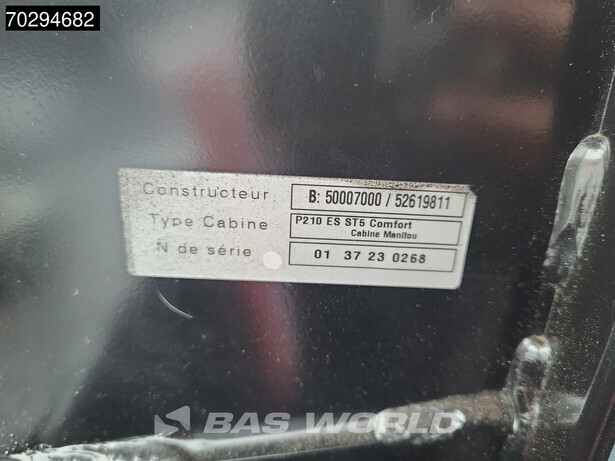 70294682
Constructeur B: 50007000 / 52619811
Type Cabine P210 ES ST5 Comfort
Cabine Manitou
N de série 01 37 23 0268
BAS WORLD